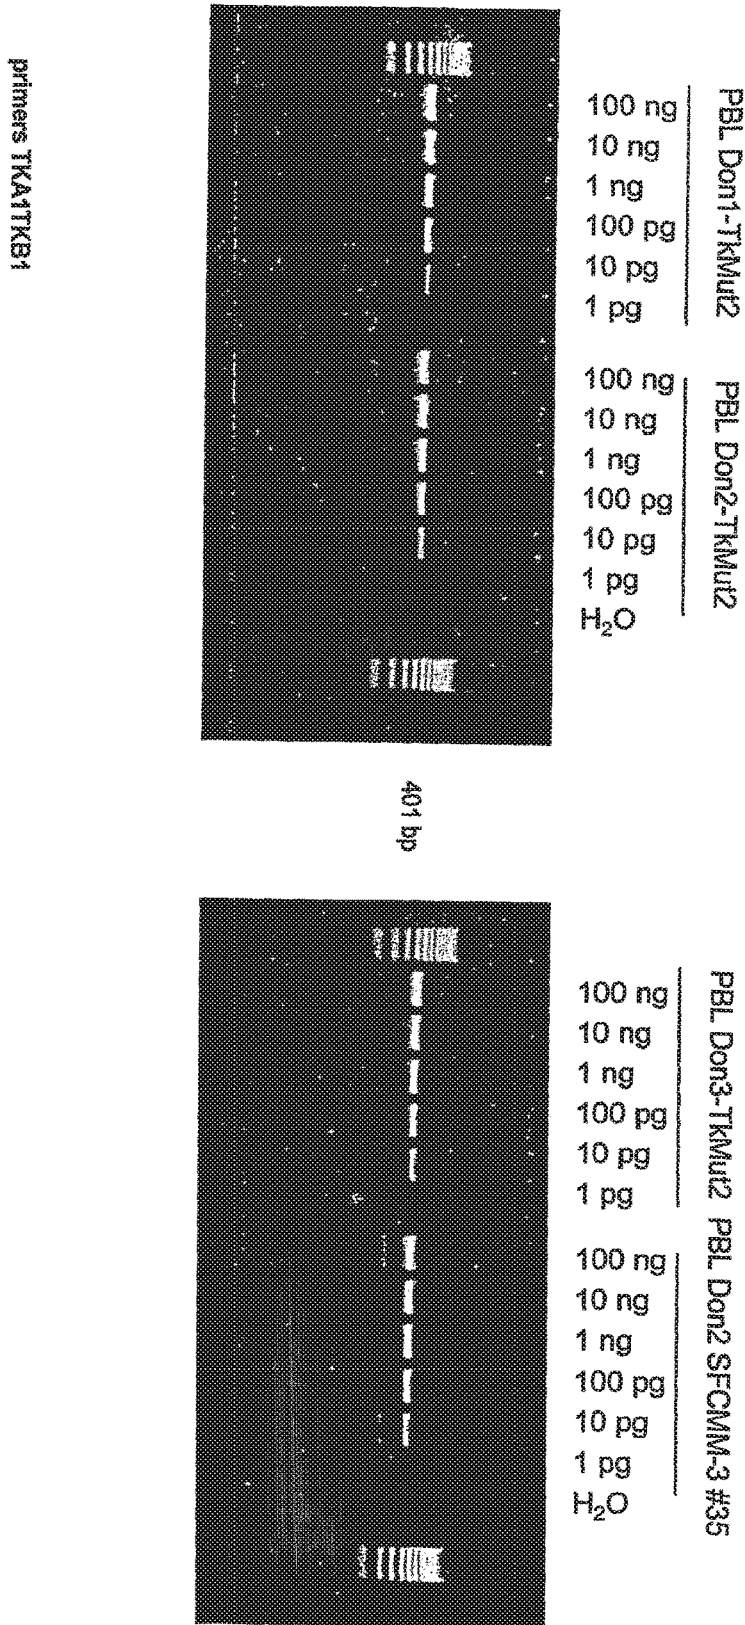 PBL Don1-TkMut2
100 ng
10 ng
1 ng
100 pg
10 pg
1 pg
PBL Don2-TkMut2
100 ng
10 ng
1 ng
100 pg
10 pg
1 pg
H₂O
401 bp
PBL Don3-TkMut2
100 ng
10 ng
1 ng
100 pg
10 pg
1 pg
PBL Don2 SFCMM-3 #35
100 ng
10 ng
1 ng
100 pg
10 pg
1 pg
H₂O
primers TKA1TKB1